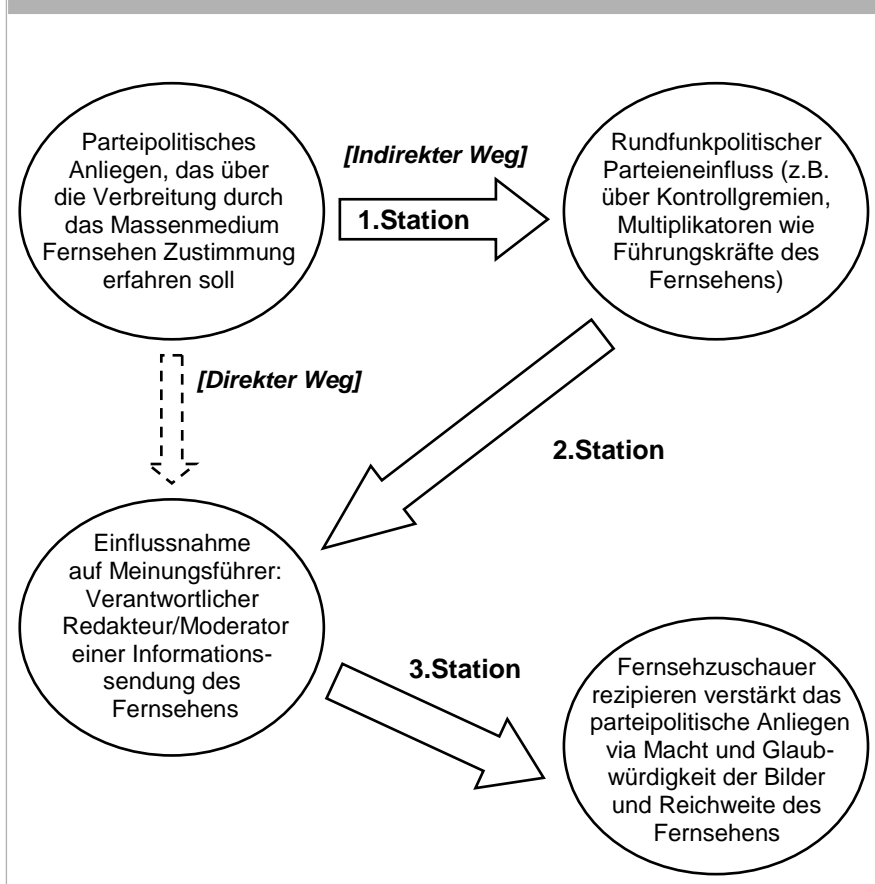 Parteipolitisches
Anliegen, das über
die Verbreitung durch
das Massenmedium
Fernsehen Zustimmung
erfahren soll
[Indirekter Weg]
1.Station
Rundfunkpolitischer
Parteieneinfluss (z.B.
über Kontrollgremien,
Multiplikatoren wie
Führungskräfte des
Fernsehens)
[Direkter Weg]
2.Station
Einflussnahme
auf Meinungsführer:
Verantwortlicher
Redakteur/Moderator
einer Informations-
sendung des
Fernsehens
3.Station
Fernsehzuschauer
rezipieren verstärkt das
parteipolitische Anliegen
via Macht und Glaub-
würdigkeit der Bilder
und Reichweite des
Fernsehens